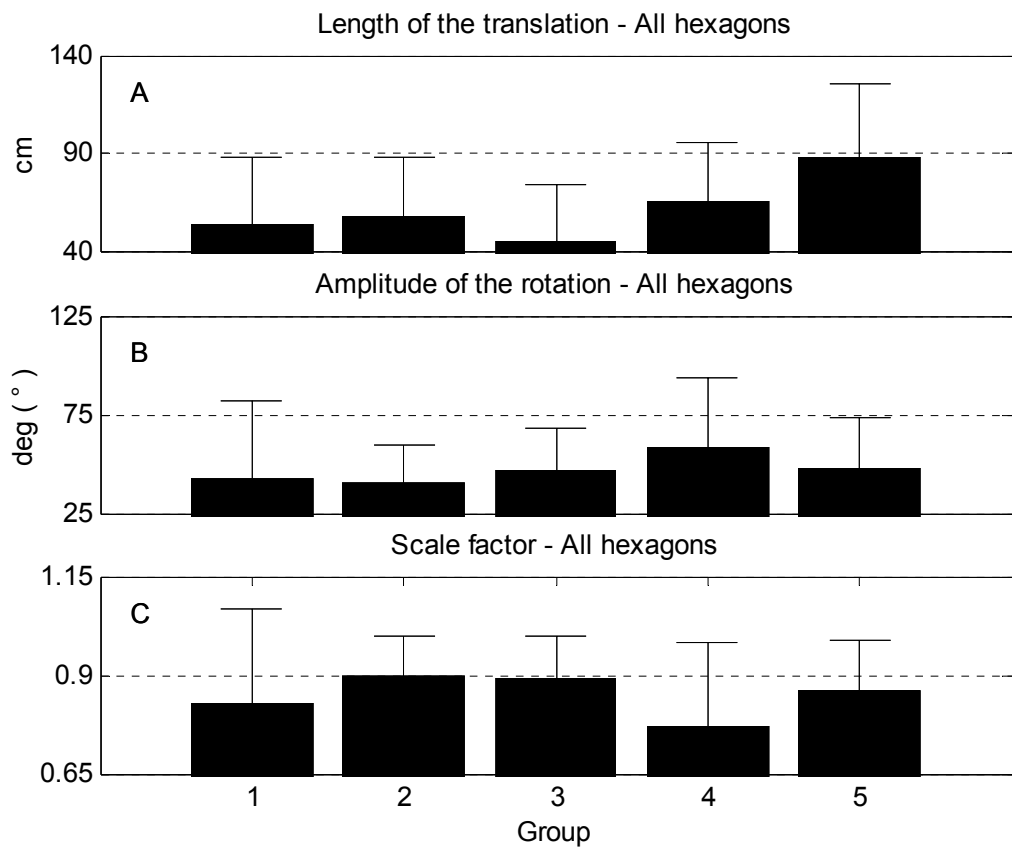 Length of the translation - All hexagons
140
A
cm
90
40
Amplitude of the rotation - All hexagons
125
B
deg ( ° )
75
25
Scale factor - All hexagons
1.15
C
0.9
0.65
1 2 3 4 5
Group